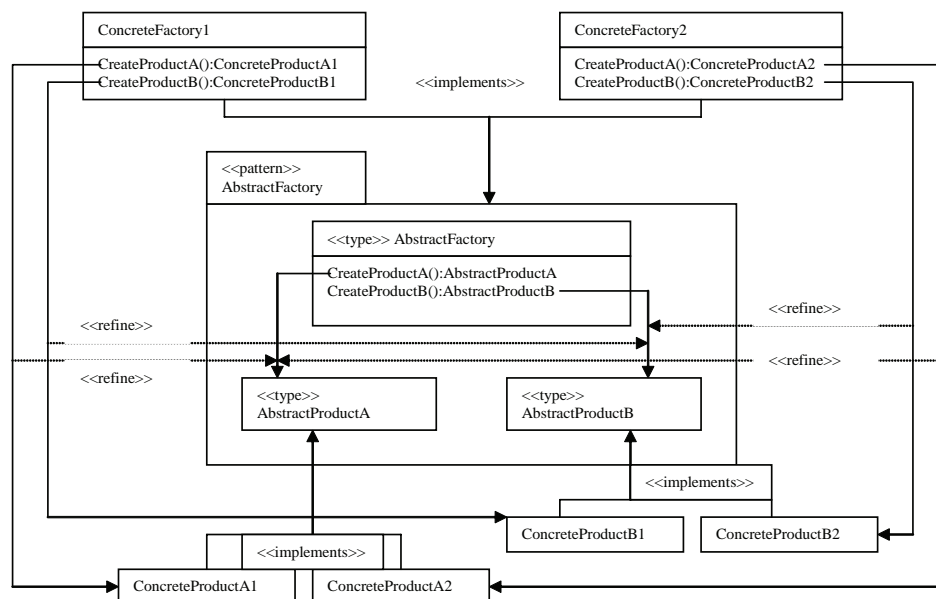 ConcreteFactory1
CreateProductA():ConcreteProductA1
CreateProductB():ConcreteProductB1
<<implements>>
ConcreteFactory2
CreateProductA():ConcreteProductA2
CreateProductB():ConcreteProductB2
<<pattern>>
AbstractFactory
<<type>> AbstractFactory
CreateProductA():AbstractProductA
CreateProductB():AbstractProductB
<<refine>>
<<refine>>
<<refine>>
<<refine>>
<<type>>
AbstractProductA
<<type>>
AbstractProductB
<<implements>>
ConcreteProductB1
ConcreteProductB2
<<implements>>
ConcreteProductA1
ConcreteProductA2